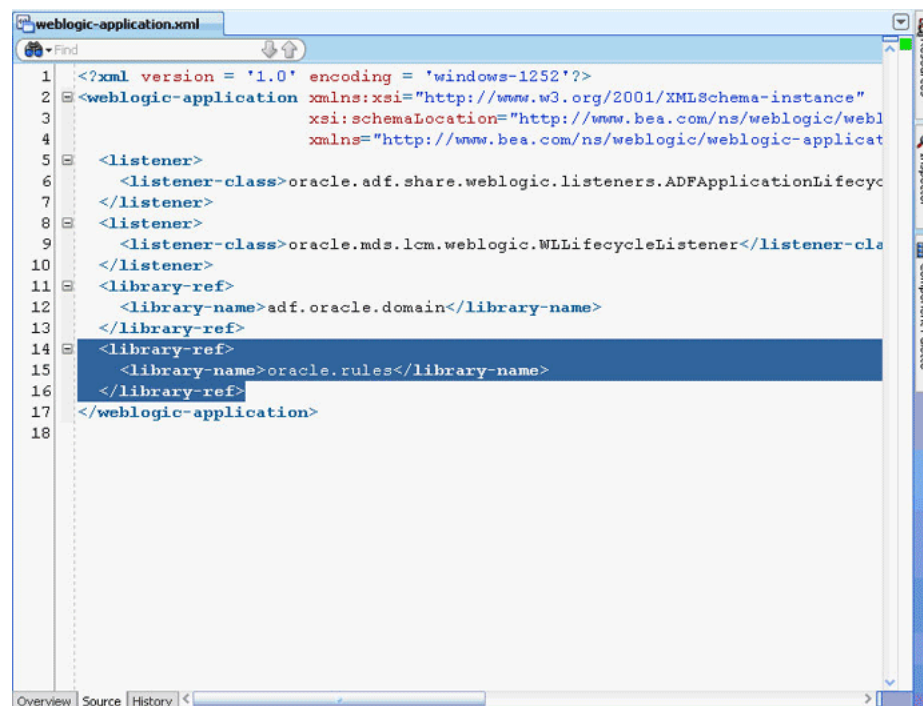 weblogic-application.xml
Find
1 <?xml version = '1.0' encoding = 'windows-1252'?>
2 <weblogic-application xmlns:xsi="http://www.w3.org/2001/XMLSchema-instance"
3 xsi:schemaLocation="http://www.bea.com/ns/weblogic/webl
4 xmlns="http://www.bea.com/ns/weblogic/weblogic-applicat
5 <listener>
6 <listener-class>oracle.adf.share.weblogic.listeners.ADFApplicationLifecyc
7 </listener>
8 <listener>
9 <listener-class>oracle.mds.lcm.weblogic.WLLifecycleListener</listener-cla
10 </listener>
11 <library-ref>
12 <library-name>adf.oracle.domain</library-name>
13 </library-ref>
14 <library-ref>
15 <library-name>oracle.rules</library-name>
16 </library-ref>
17 </weblogic-application>
18
Overview Source History